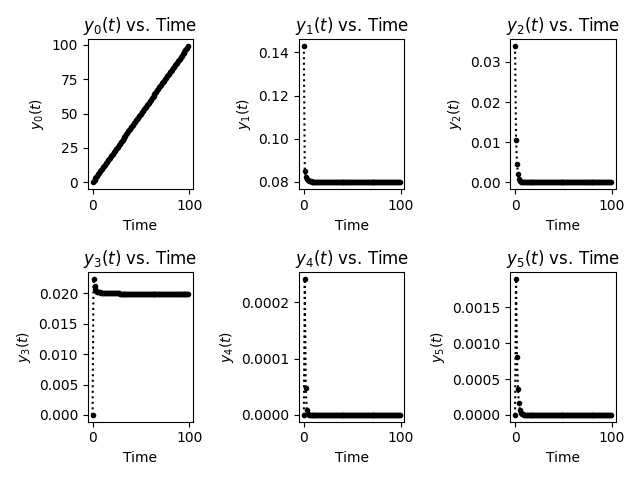 y₀(t) vs. Time
y₁(t) vs. Time
y₂(t) vs. Time
100
75
50
25
0
y₀(t)
0 100
Time
0.14
0.12
0.10
0.08
y₁(t)
0 100
Time
0.03
0.02
0.01
0.00
y₂(t)
0 100
Time
y₃(t) vs. Time
y₄(t) vs. Time
y₅(t) vs. Time
0.020
0.015
0.010
0.005
0.000
y₃(t)
0 100
Time
0.0002
0.0001
0.0000
y₄(t)
0 100
Time
0.0015
0.0010
0.0005
0.0000
y₅(t)
0 100
Time